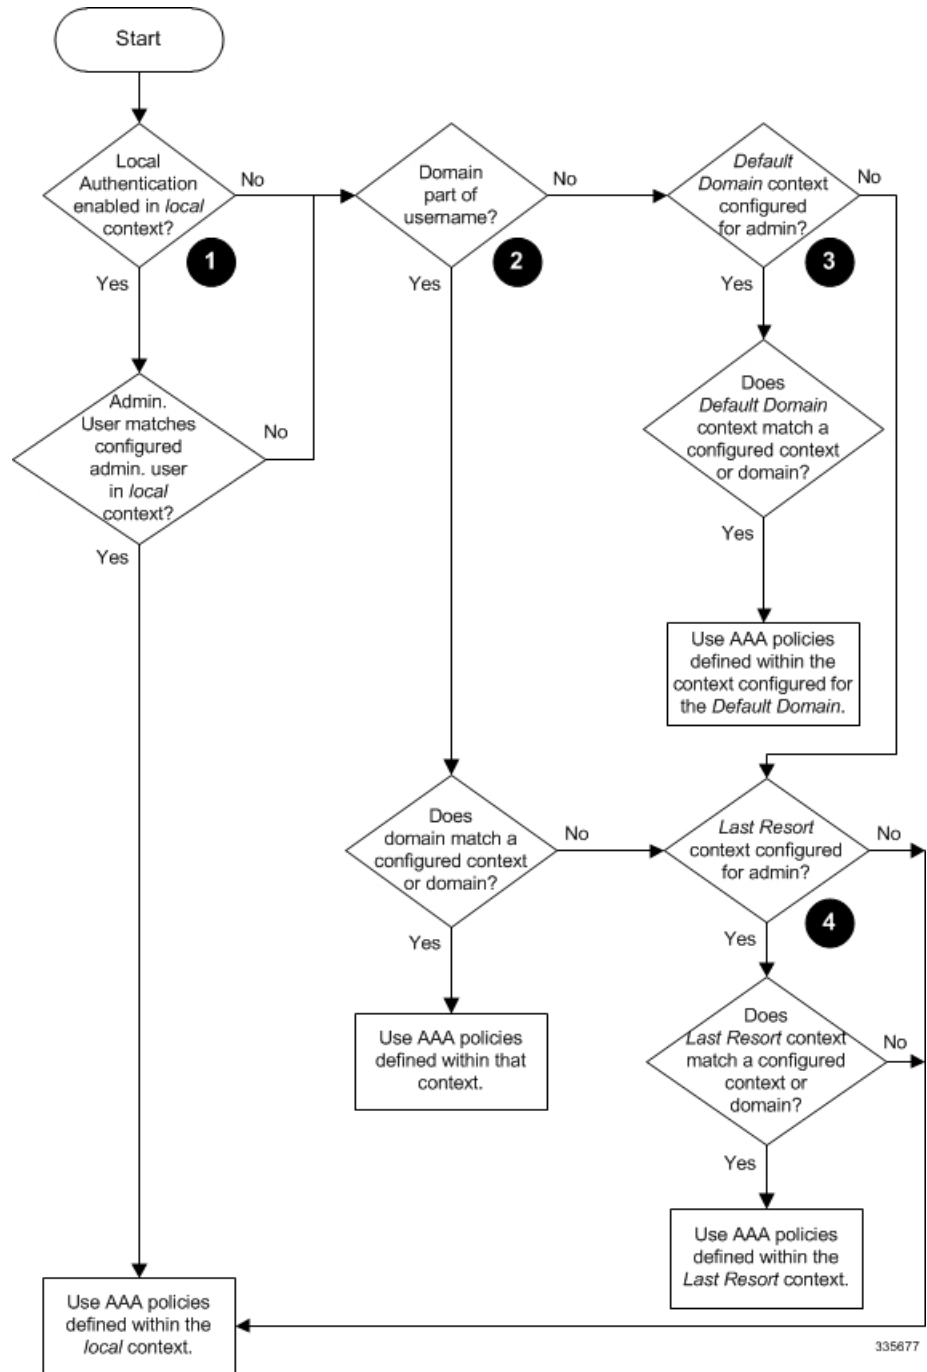 Start
Local
Authentication
enabled in local
context?
No
Yes
1
Domain
part of
username?
No
Yes
2
Default
Domain context
configured
for admin?
No
Yes
3
Admin.
User matches
configured
admin. user
in local
context?
No
Yes
Does
Default Domain
context match a
configured context
or domain?
Yes
Use AAA policies
defined within the
context configured for
the Default Domain.
Does
domain match a
configured context
or domain?
No
Yes
Last Resort
context configured
for admin?
No
Yes
4
Use AAA policies
defined within that
context.
Does
Last Resort context
match a configured
context or
domain?
No
Yes
Use AAA policies
defined within the
Last Resort context.
Use AAA policies
defined within the
local context.
335677